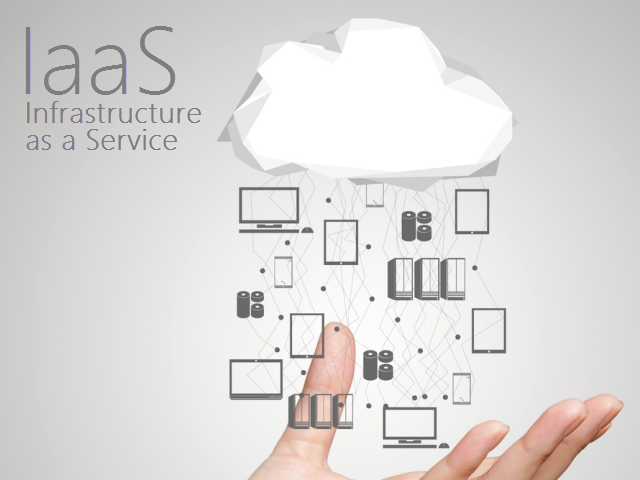 IaaS
Infrastructure
as a Service